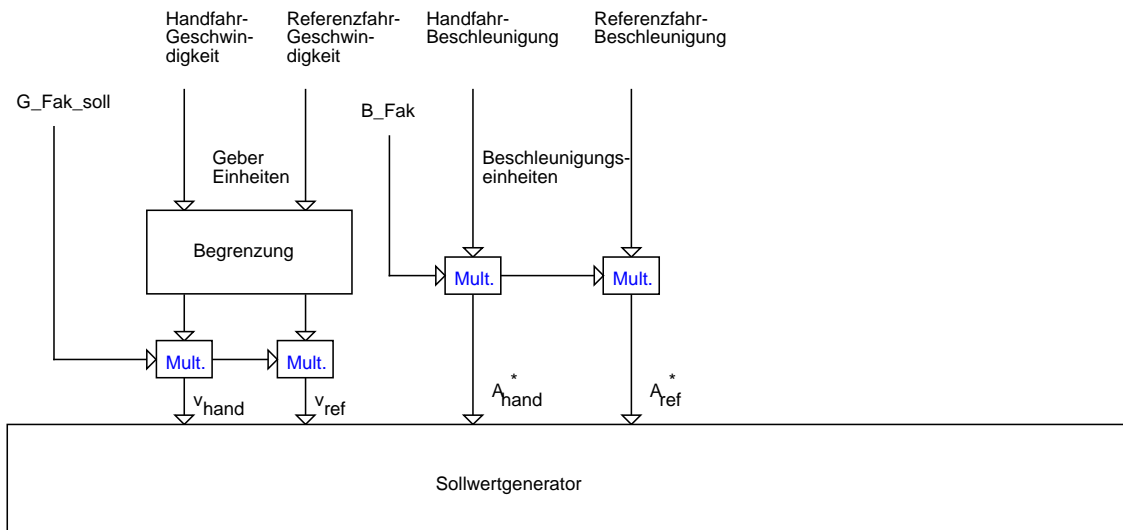 Handfahr-
Geschwin-
digkeit
Referenzfahr-
Geschwin-
digkeit
Handfahr-
Beschleunigung
Referenzfahr-
Beschleunigung
G_Fak_soll
B_Fak
Geber
Einheiten
Beschleunigungs-
einheiten
Begrenzung
Mult.
Mult.
Mult.
Mult.
v_hand
v_ref
A*_hand
A*_ref
Sollwertgenerator